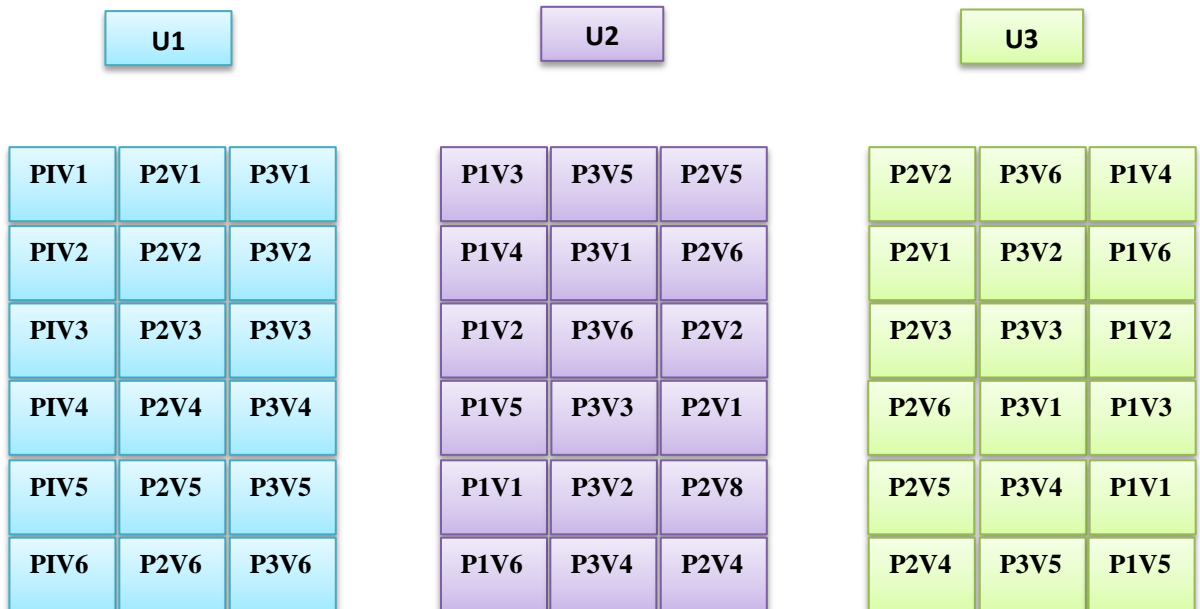 U1 U2 U3
PIV1 P2V1 P3V1 P1V3 P3V5 P2V5 P2V2 P3V6 P1V4
PIV2 P2V2 P3V2 P1V4 P3V1 P2V6 P2V1 P3V2 P1V6
PIV3 P2V3 P3V3 P1V2 P3V6 P2V2 P2V3 P3V3 P1V2
PIV4 P2V4 P3V4 P1V5 P3V3 P2V1 P2V6 P3V1 P1V3
PIV5 P2V5 P3V5 P1V1 P3V2 P2V8 P2V5 P3V4 P1V1
PIV6 P2V6 P3V6 P1V6 P3V4 P2V4 P2V4 P3V5 P1V5